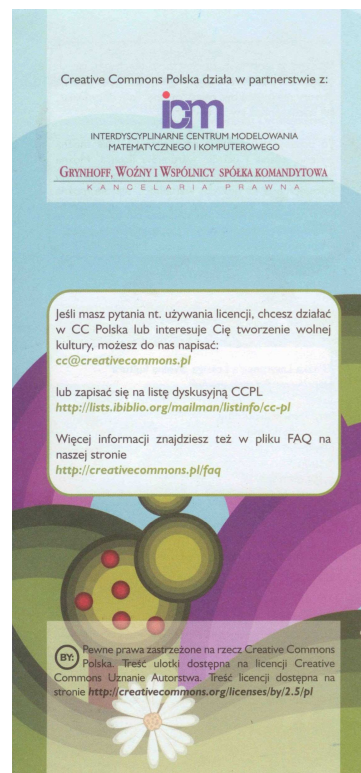 Creative Commons Polska działa w partnerstwie z:
icm
INTERDYSCYPLINARNE CENTRUM MODELOWANIA
MATEMATYCZNEGO I KOMPUTEROWEGO
GRYNHOFF, WOŹNY I WSPÓLNICY SPÓŁKA KOMANDYTOWA
KANCELARIA PRAWNA
Jeśli masz pytania nt. używania licencji, chcesz działać
w CC Polska lub interesuje Cię tworzenie wolnej
kultury, możesz do nas napisać:
cc@creativecommons.pl
lub zapisać się na listę dyskusyjną CCPL
http://lists.ibiblio.org/mailman/listinfo/cc-pl
Więcej informacji znajdziesz też w pliku FAQ na
naszej stronie
http://creativecommons.pl/faq
BY: Pewne prawa zastrzeżone na rzecz Creative Commons
Polska. Treść ulotki dostępna na licencji Creative
Commons Uznanie Autorstwa. Treść licencji dostępna na
stronie http://creativecommons.org/licenses/by/2.5/pl